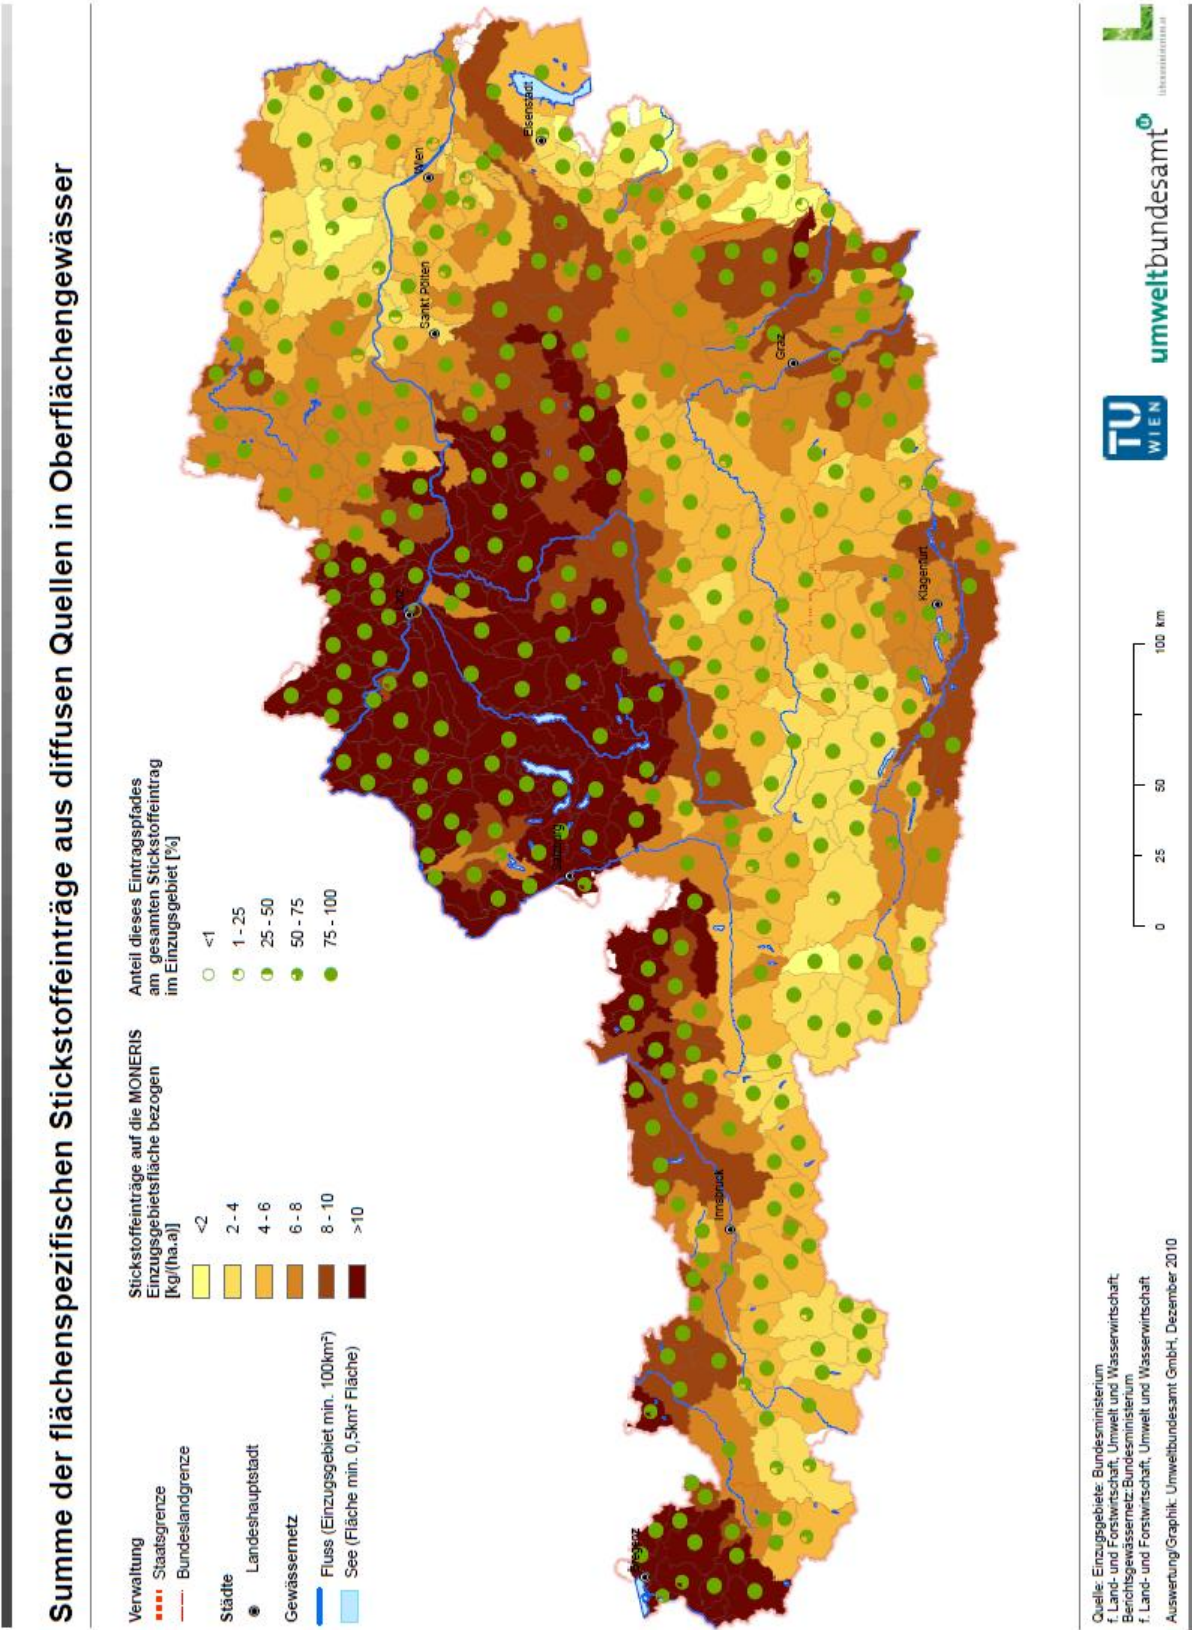 Summe der flächenspezifischen Stickstoffeinträge aus diffusen Quellen in Oberflächengewässer
Verwaltung
Staatsgrenze
Bundeslandgrenze
Städte
Landeshauptstadt
Gewässernetz
Fluss (Einzugsgebiet min. 100km²)
See (Fläche min. 0,5km² Fläche)
Stickstoffeinträge auf die MONERIS
Einzugsgebietsfläche bezogen
[kg/(ha.a)]
<2
2 - 4
4 - 6
6 - 8
8 - 10
>10
Anteil dieses Eintragspfades
am gesamten Stickstoffeintrag
im Einzugsgebiet [%]
<1
1 - 25
25 - 50
50 - 75
75 - 100
Bregenz
Innsbruck
Salzburg
Klagenfurt
Graz
Sankt Pölten
Wien
Eisenstadt
Quelle: Einzugsgebiete: Bundesministerium
f. Land- und Forstwirtschaft, Umwelt und Wasserwirtschaft;
Berichtsgewässernetz: Bundesministerium
f. Land- und Forstwirtschaft, Umwelt und Wasserwirtschaft
Auswertung/Graphik: Umweltbundesamt GmbH, Dezember 2010
0 25 50 100 km
TU
WIEN
umweltbundesamt